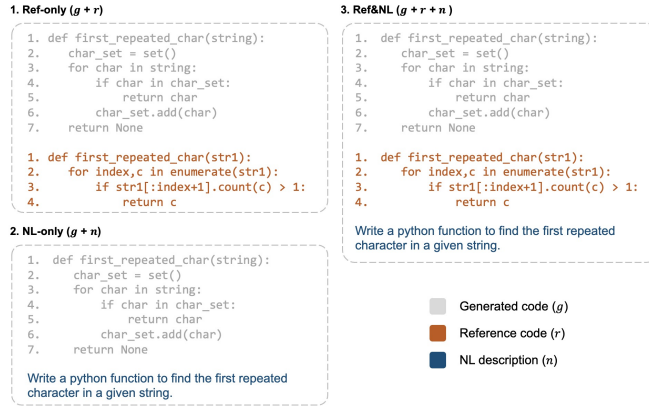 1. Ref-only (g + r)
1. def first_repeated_char(string):
2. char_set = set()
3. for char in string:
4. if char in char_set:
5. return char
6. char_set.add(char)
7. return None
1. def first_repeated_char(str1):
2. for index,c in enumerate(str1):
3. if str1[:index+1].count(c) > 1:
4. return c
2. NL-only (g + n)
1. def first_repeated_char(string):
2. char_set = set()
3. for char in string:
4. if char in char_set:
5. return char
6. char_set.add(char)
7. return None
Write a python function to find the first repeated
character in a given string.
3. Ref&NL (g + r + n )
1. def first_repeated_char(string):
2. char_set = set()
3. for char in string:
4. if char in char_set:
5. return char
6. char_set.add(char)
7. return None
1. def first_repeated_char(str1):
2. for index,c in enumerate(str1):
3. if str1[:index+1].count(c) > 1:
4. return c
Write a python function to find the first repeated
character in a given string.
Generated code (g)
Reference code (r)
NL description (n)